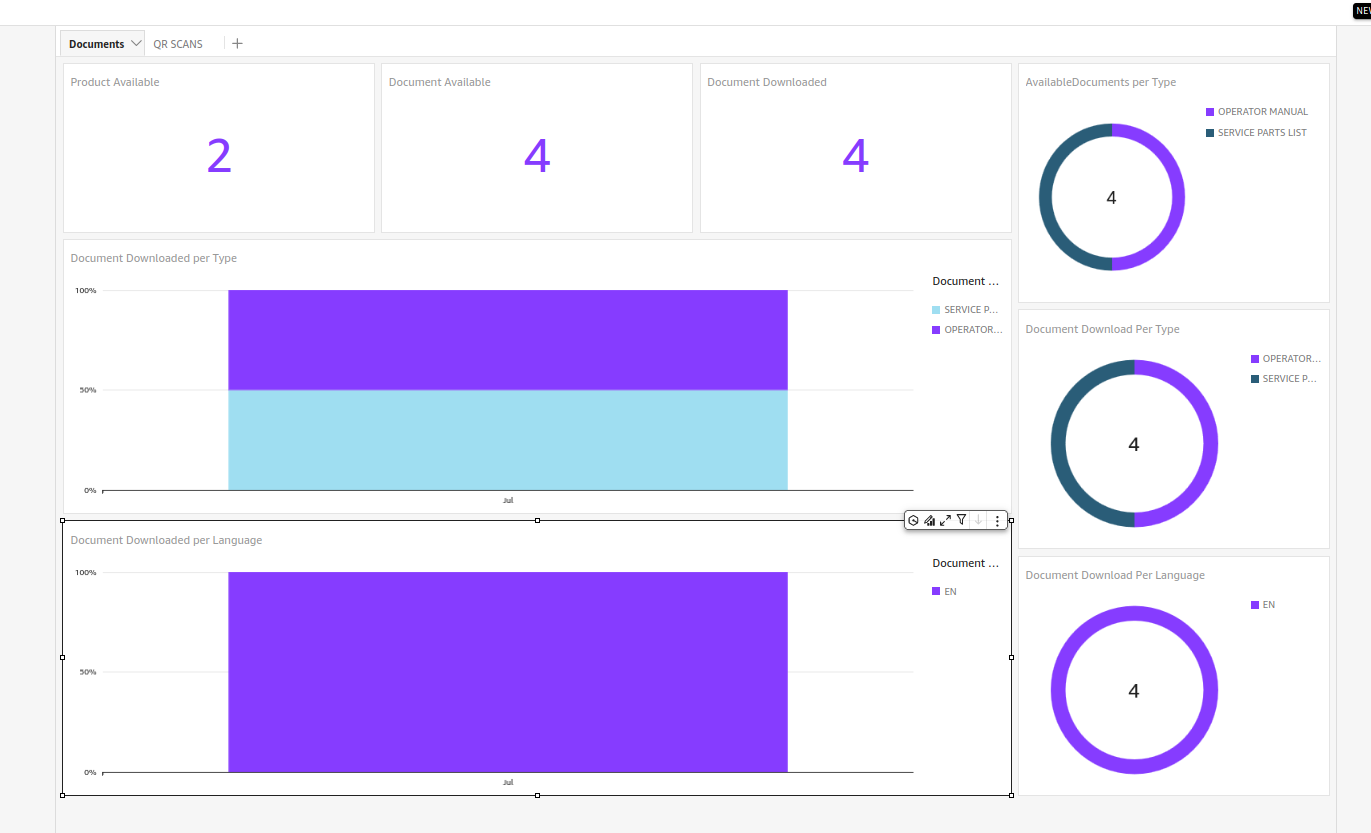 NEW
Documents
QR SCANS
Product Available
2
Document Available
4
Document Downloaded
4
AvailableDocuments per Type
OPERATOR MANUAL
SERVICE PARTS LIST
4
Document Downloaded per Type
Document ...
SERVICE P...
OPERATOR...
100%
50%
0%
Jul
Document Download Per Type
OPERATOR...
SERVICE P...
4
Document Downloaded per Language
Document ...
EN
100%
50%
0%
Jul
Document Download Per Language
EN
4